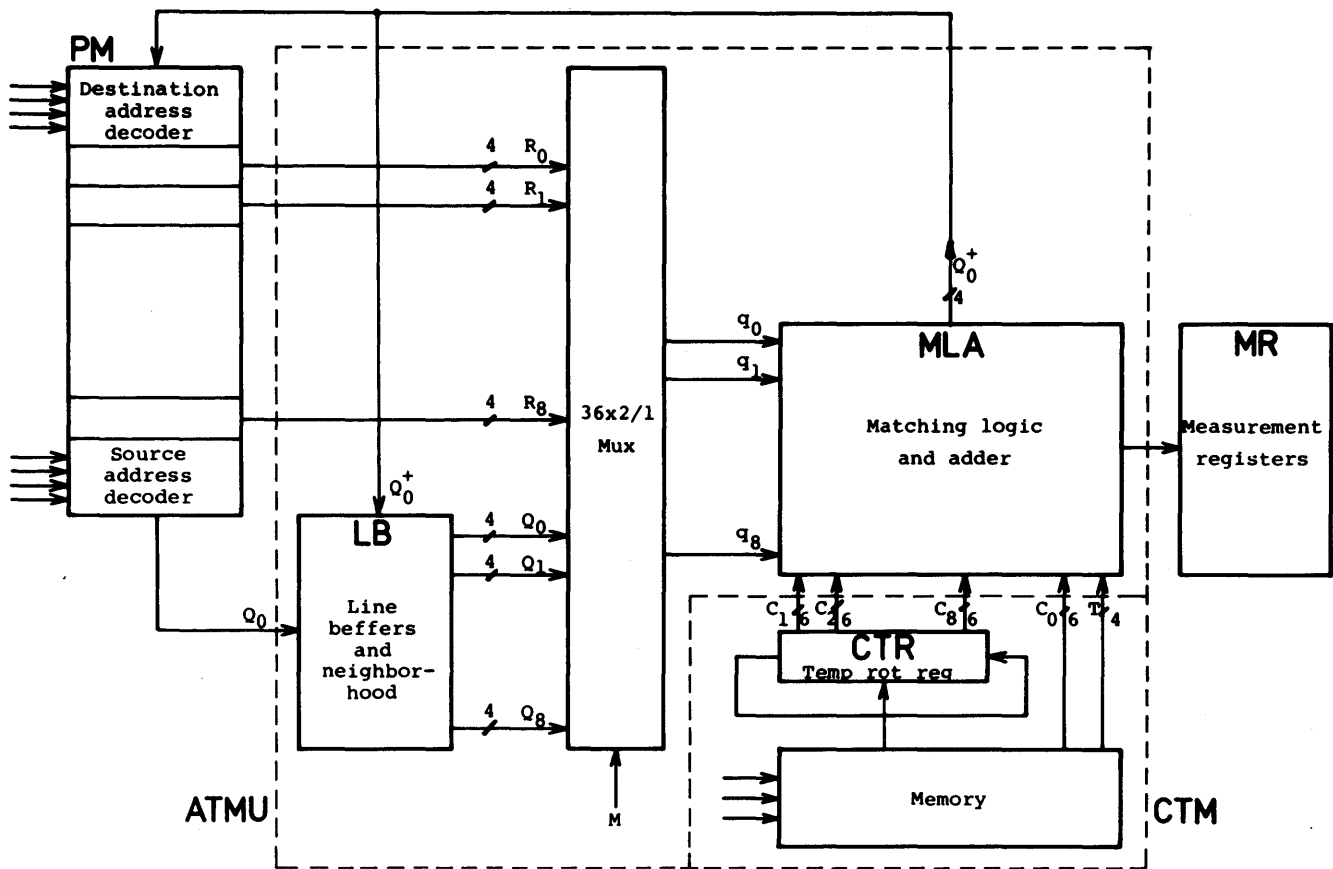 PM
Destination
address
decoder
4 R0
4 R1
4 R8
Source
address
decoder
Q0
Q0+
LB
Line
beffers
and
neighbor-
hood
4 Q0
4 Q1
4 Q8
36x2/1
Mux
M
ATMU
q0
q1
q8
Q0+
4
MLA
Matching logic
and adder
MR
Measurement
registers
C1 6 C2 6 C8 6 C0 6 T 4
CTR
Temp rot reg
Memory
CTM